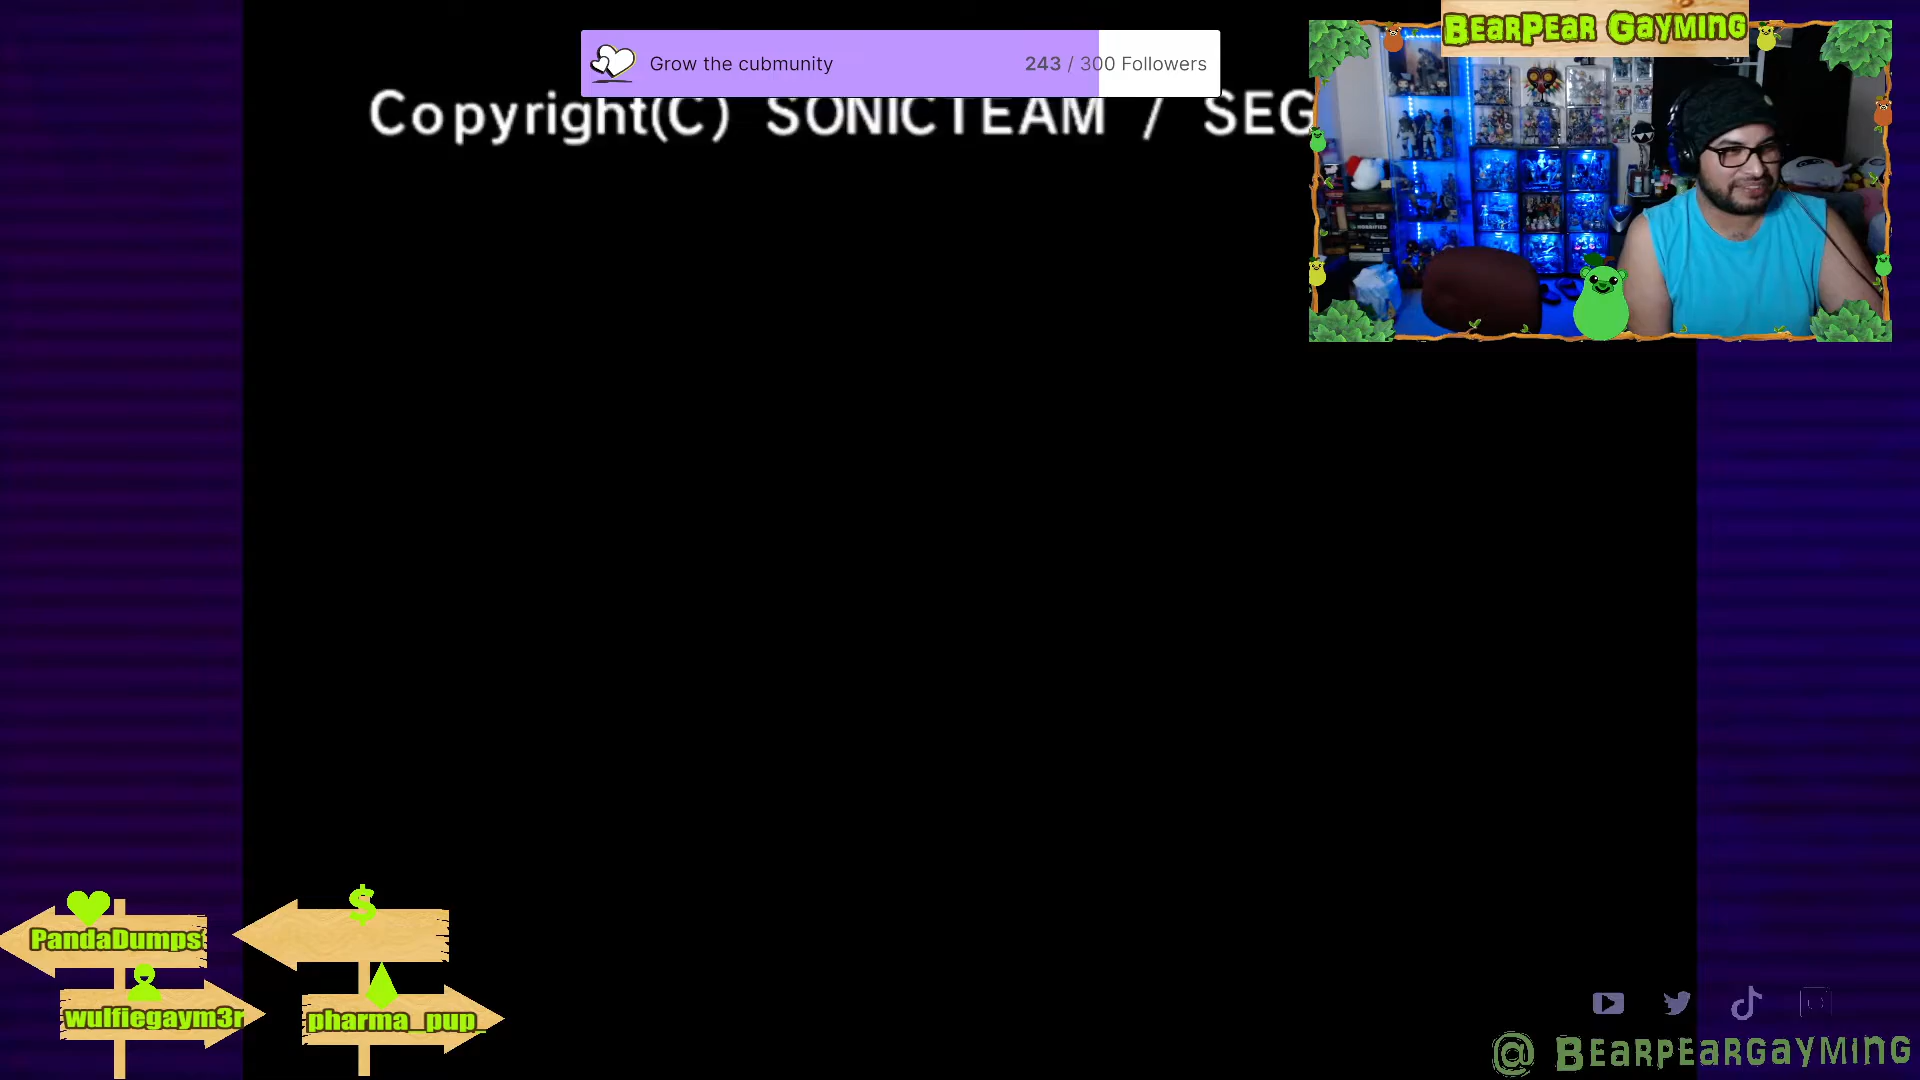 BearPear Gayming
Grow the cubmunity
243 / 300 Followers
Copyright(C) SONICTEAM / SEG
PandaDumps
wulfiegaym3r
pharma_pup_
@ Bearpeargayming